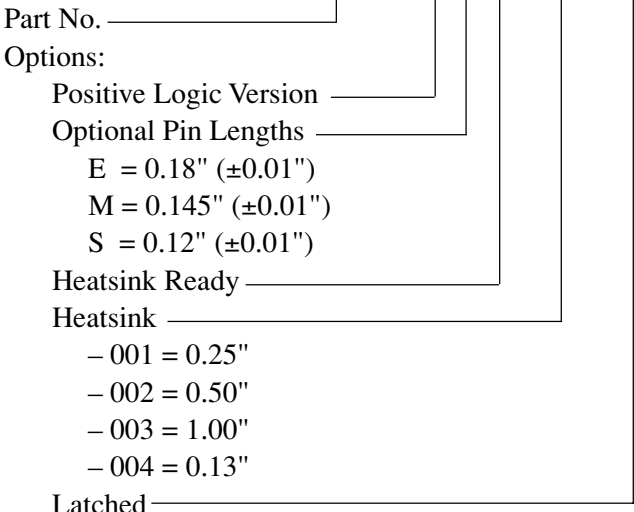 Part No.
Options:
Positive Logic Version
Optional Pin Lengths
E = 0.18" (±0.01")
M = 0.145" (±0.01")
S = 0.12" (±0.01")
Heatsink Ready
Heatsink
– 001 = 0.25"
– 002 = 0.50"
– 003 = 1.00"
– 004 = 0.13"
Latched